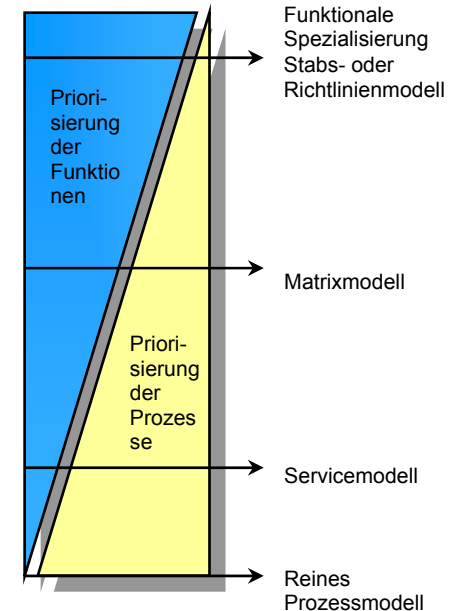 Funktionale
Spezialisierung
Stabs- oder
Richtlinienmodell
Priori-
sierung
der
Funktio
nen
Matrixmodell
Priori-
sierung
der
Prozes
se
Servicemodell
Reines
Prozessmodell